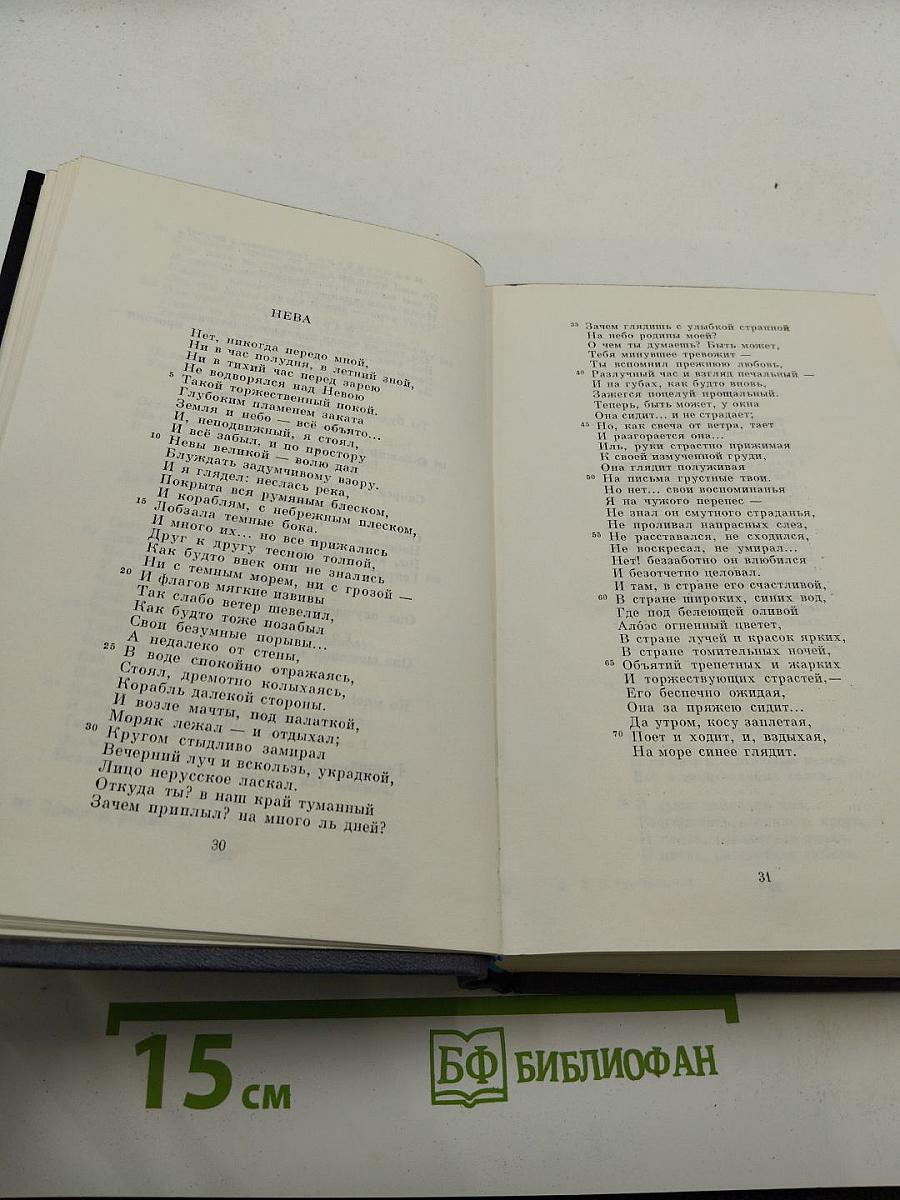 НЕВА
Нет, никогда передо мной,
Ни в час полудня, в летний зной,
Ни в тихий час перед зарею
Не водворялся над Невою
5 Такой торжественный покой.
Глубоким пламенем заката
Земля и небо — всё объято...
И, неподвижный, я стоял,
И всё забыл, и по простору
10 Невы великой — волю дал
Блуждать задумчивому взору.
И я глядел: неслась река,
Покрыта вся румяным блеском,
И кораблям, с небрежным плеском,
15 Лобзала темные бока.
И много их... но все прижались
Друг к другу тесною толпой,
Как будто ввек они не знались
Ни с темным морем, ни с грозой —
20 И флагов мягкие извивы
Так слабо ветер шевелил,
Как будто тоже позабыл
Свои безумные порывы...
А недалеко от стены,
25 В воде спокойно отражаясь,
Стоял, дремотно колыхаясь,
Корабль далекой стороны.
И возле мачты, под палаткой,
Моряк лежал — и отдыхал;
30 Кругом стыдливо замирал
Вечерний луч и вскользь, украдкой,
Лицо нерусское ласкал.
Откуда ты? в наш край туманный
Зачем приплыл? на много ль дней?
30
35 Зачем глядишь с улыбкой странной
На небо родины моей?
О чем ты думаешь? Быть может,
Тебя минувшее тревожит —
Ты вспомнил прежнюю любовь,
40 Разлучный час и взгляд печальный —
И на губах, как будто вновь,
Зажегся поцелуй прощальный.
Теперь, быть может, у окна
Она сидит... и не страдает;
45 Но, как свеча от ветра, тает
И разгорается она...
Иль, руки страстно прижимая
К своей измученной груди,
Она глядит полуживая
50 На письма грустные твои.
Но нет... свои воспоминанья
Я на чужого перенес —
Не знал он смутного страданья,
Не проливал напрасных слез,
55 Не расставался, не сходился,
Не воскресал, не умирал...
Нет! беззаботно он влюбился
И безотчетно целовал.
И там, в стране его счастливой,
60 В стране широких, синих вод,
Где под белеющей оливой
Ало́эс огненный цветет,
В стране лучей и красок ярких,
В стране томительных ночей,
65 Объятий трепетных и жарких
И торжествующих страстей,—
Его беспечно ожидая,
Она за пряжею сидит...
Да утром, косу заплетая,
70 Поет и ходит, и, вздыхая,
На море синее глядит.
31
15 см
БФ БИБЛИОФАН